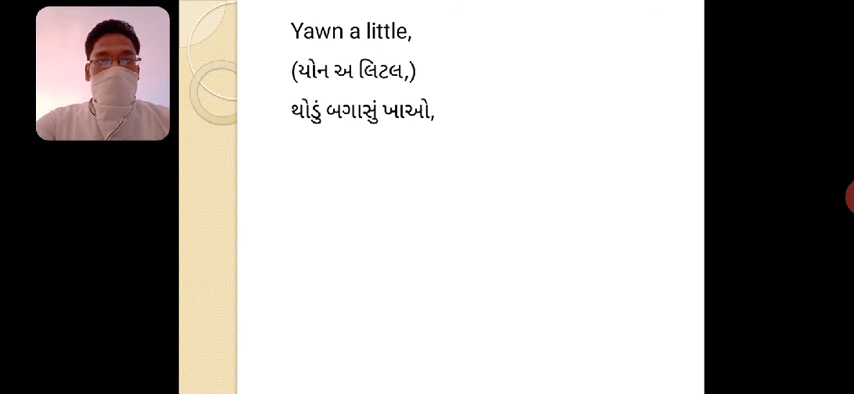 Yawn a little,
(યોન અ લિટલ,)
થોડું બગાસું ખાઓ,